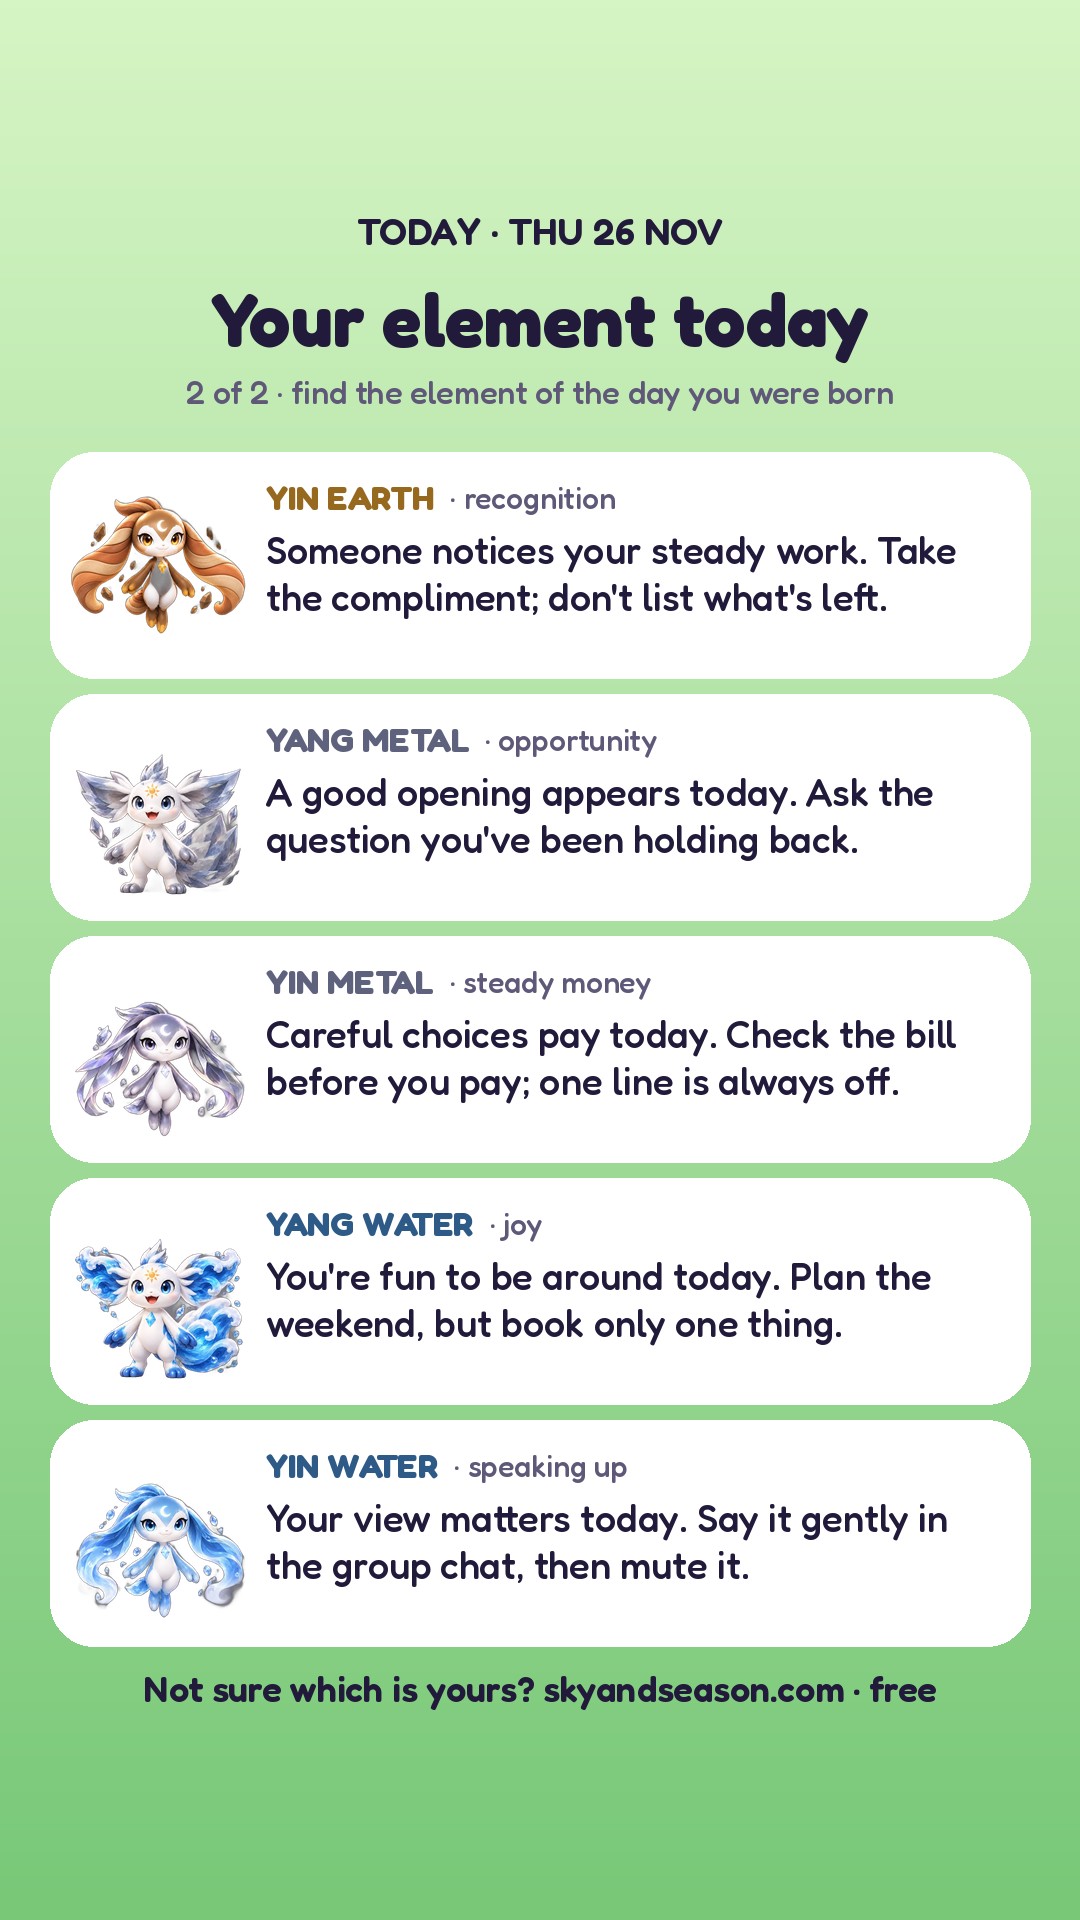 TODAY · THU 26 NOV
Your element today
2 of 2 · find the element of the day you were born
YIN EARTH · recognition
Someone notices your steady work. Take
the compliment; don't list what's left.
YANG METAL · opportunity
A good opening appears today. Ask the
question you've been holding back.
YIN METAL · steady money
Careful choices pay today. Check the bill
before you pay; one line is always off.
YANG WATER · joy
You're fun to be around today. Plan the
weekend, but book only one thing.
YIN WATER · speaking up
Your view matters today. Say it gently in
the group chat, then mute it.
Not sure which is yours? skyandseason.com · free